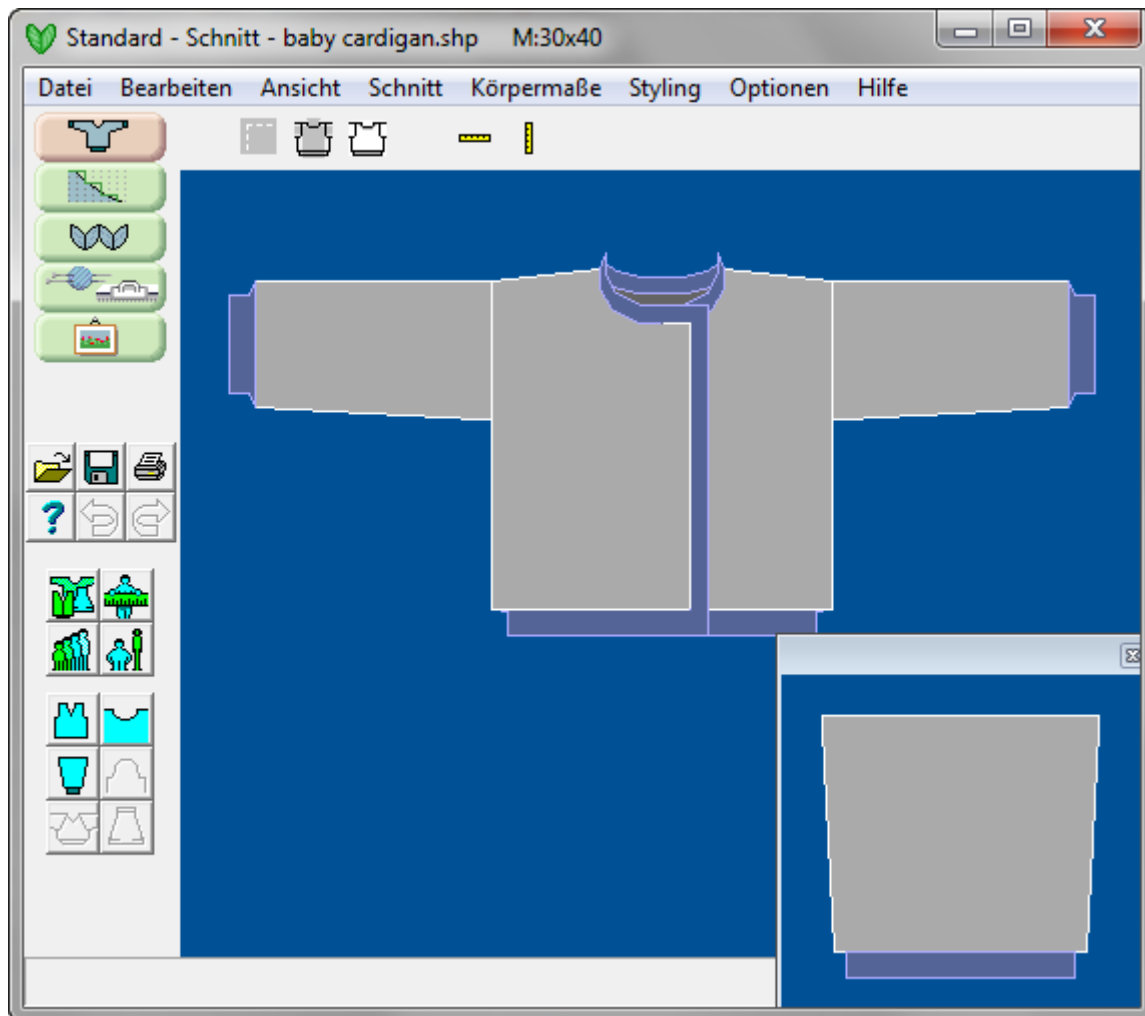 Standard - Schnitt - baby cardigan.shp M:30x40
Datei Bearbeiten Ansicht Schnitt Körpermaße Styling Optionen Hilfe